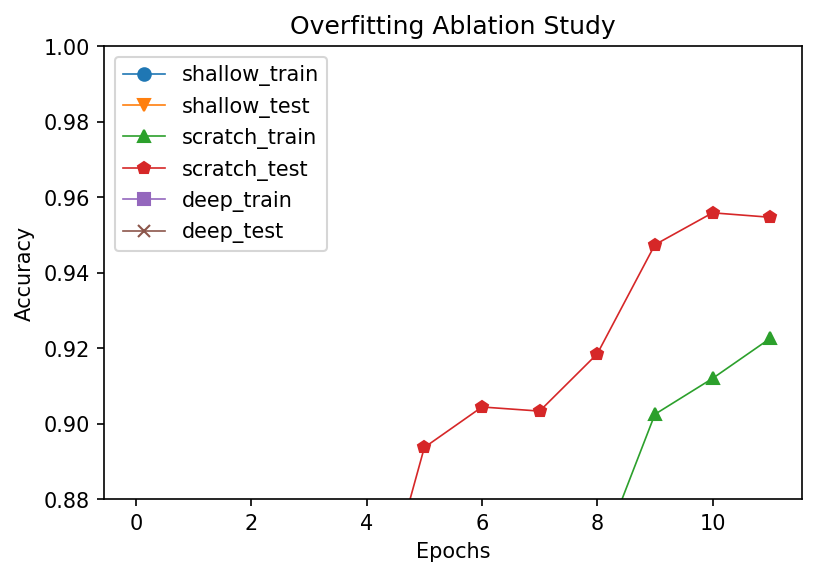 Overfitting Ablation Study
1.00
0.98
0.96
0.94
0.92
0.90
0.88
Accuracy
shallow_train
shallow_test
scratch_train
scratch_test
deep_train
deep_test
0 2 4 6 8 10
Epochs